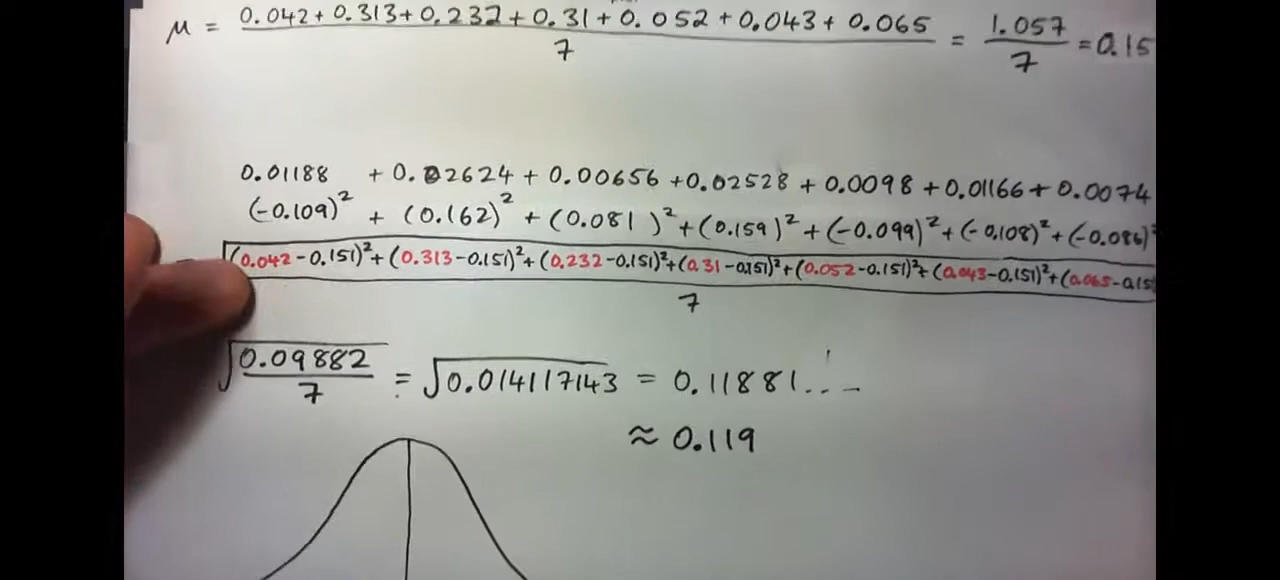 μ = 0.042 + 0.313 + 0.232 + 0.31 + 0.052 + 0.043 + 0.065 / 7 = 1.057 / 7 = 0.15
0.01188 + 0.02624 + 0.00656 + 0.02528 + 0.0098 + 0.01166 + 0.0074
(-0.109)² + (0.162)² + (0.081)² + (0.159)² + (-0.099)² + (-0.108)² + (-0.086)²
√(0.042 - 0.151)² + (0.313 - 0.151)² + (0.232 - 0.151)² + (0.31 - 0.151)² + (0.052 - 0.151)² + (0.043 - 0.151)² + (0.065 - 0.15
7
√0.09882 / 7 = √0.014117143 = 0.11881...
≈ 0.119